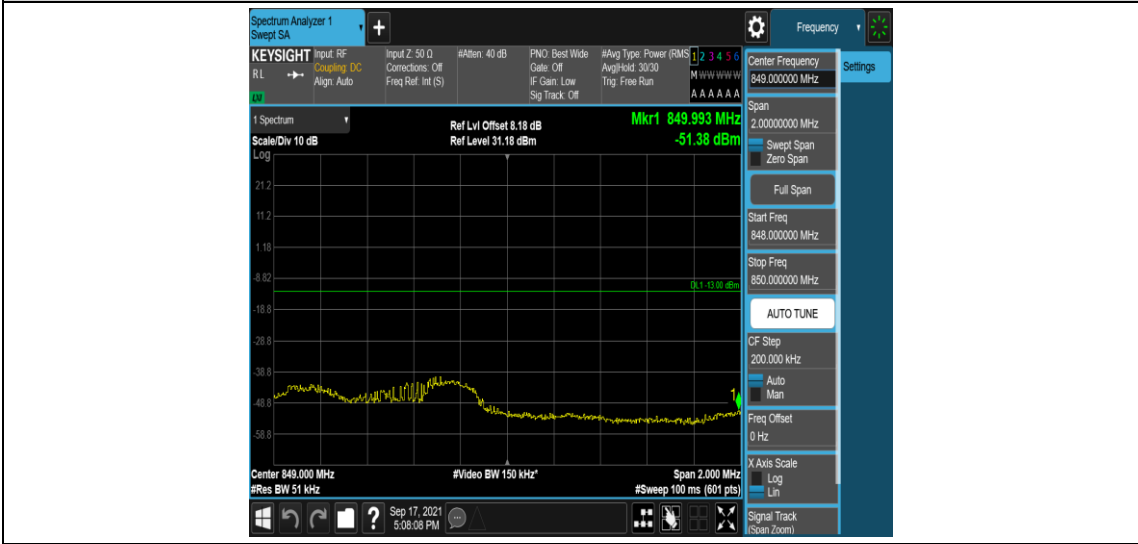 Spectrum Analyzer 1
Swept SA
+
Frequency
KEYSIGHT
RL
Input: RF
Coupling: DC
Align: Auto
Input Z: 50 Ω
Corrections: Off
Freq Ref: Int (S)
#Atten: 40 dB
PNO: Best Wide
Gate: Off
IF Gain: Low
Sig Track: Off
#Avg Type: Power (RMS
Avg|Hold: 30/30
Trig: Free Run
1 2 3 4 5 6
M W W W W W
A A A A A A
1 Spectrum
Scale/Div 10 dB
Log
Ref Lvl Offset 8.18 dB
Ref Level 31.18 dBm
Mkr1 849.993 MHz
-51.38 dBm
21.2
11.2
1.18
-8.82
DL1 -13.00 dBm
-18.8
-28.8
-38.8
-48.8
1
-58.8
Center 849.000 MHz
#Res BW 51 kHz
#Video BW 150 kHz*
Span 2.000 MHz
#Sweep 100 ms (601 pts)
?
Sep 17, 2021
5:08:08 PM
Center Frequency
849.000000 MHz
Settings
Span
2.00000000 MHz
Swept Span
Zero Span
Full Span
Start Freq
848.000000 MHz
Stop Freq
850.000000 MHz
AUTO TUNE
CF Step
200.000 kHz
Auto
Man
Freq Offset
0 Hz
X Axis Scale
Log
Lin
Signal Track
(Span Zoom)